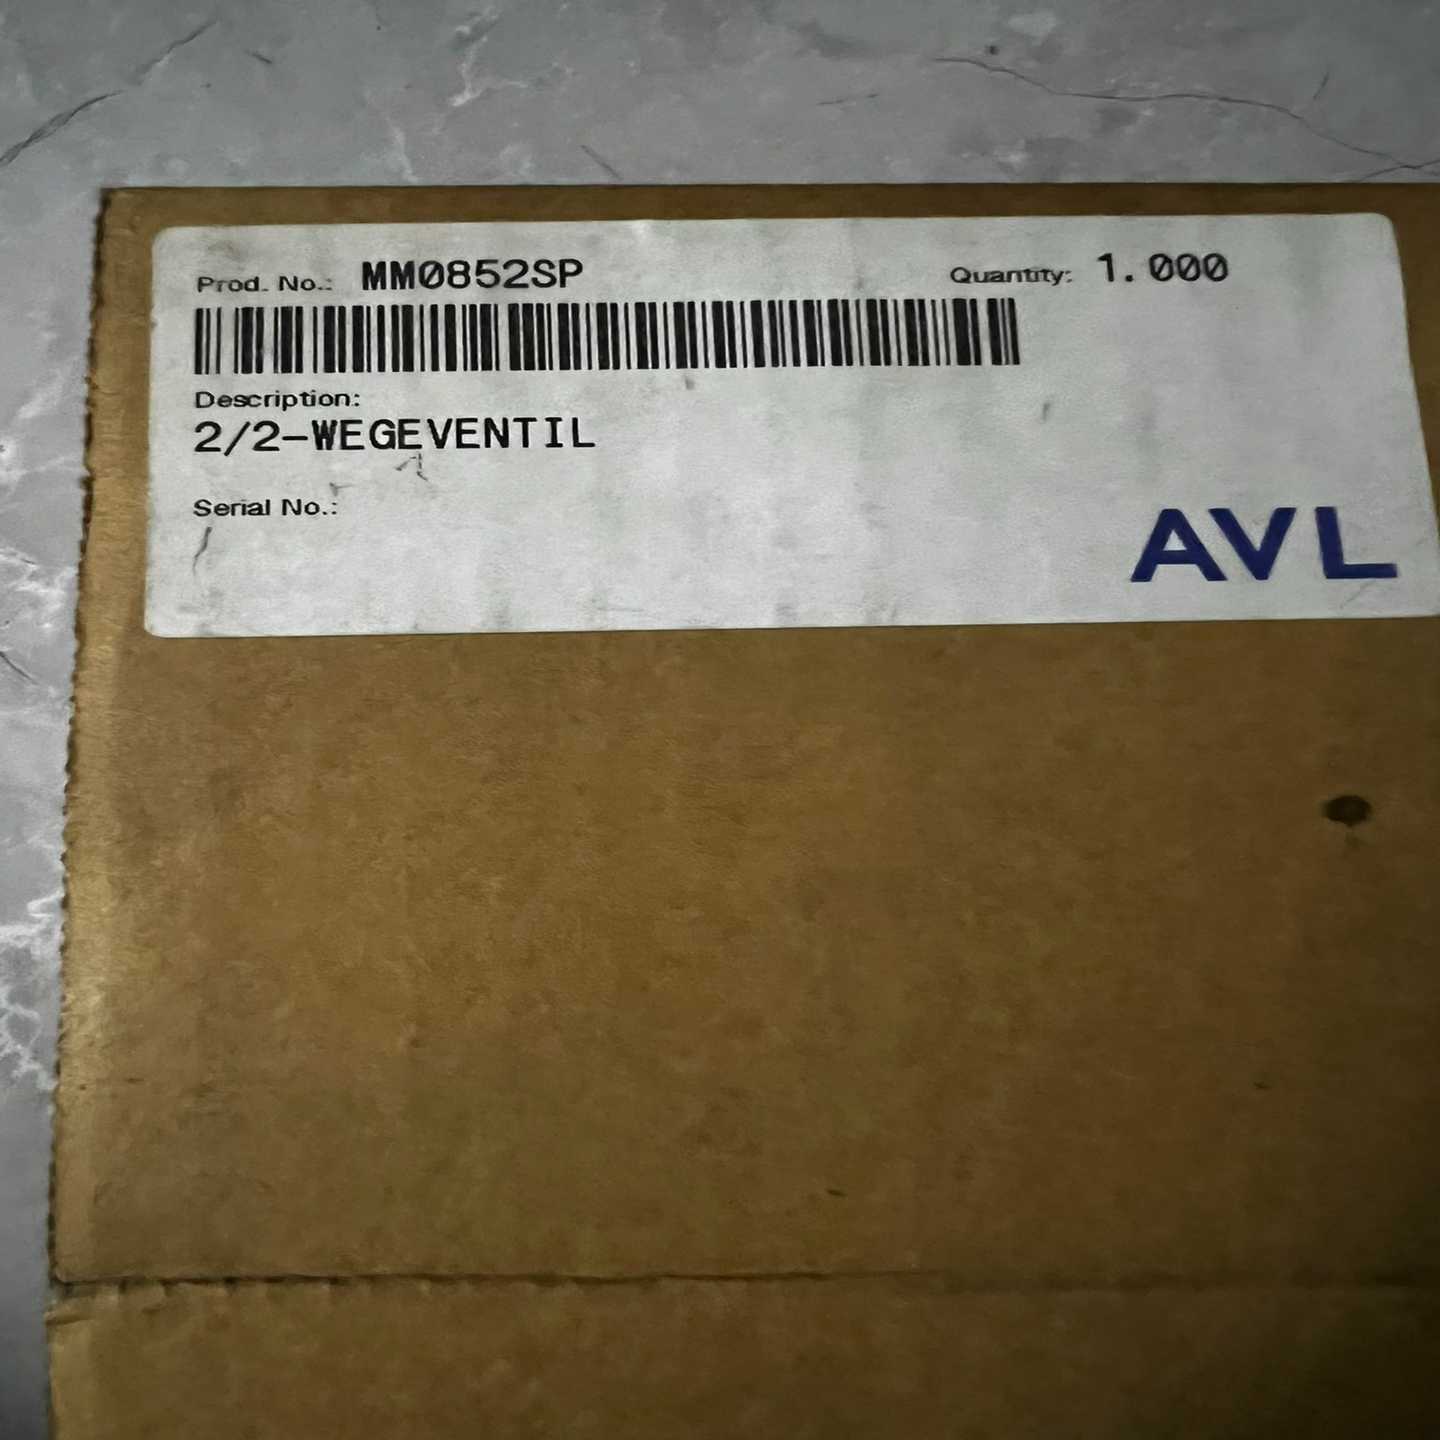 Prod. No.: MM0852SP Quantity: 1.000
Description:
2/2-WEGEVENTIL
Serial No.:
AVL